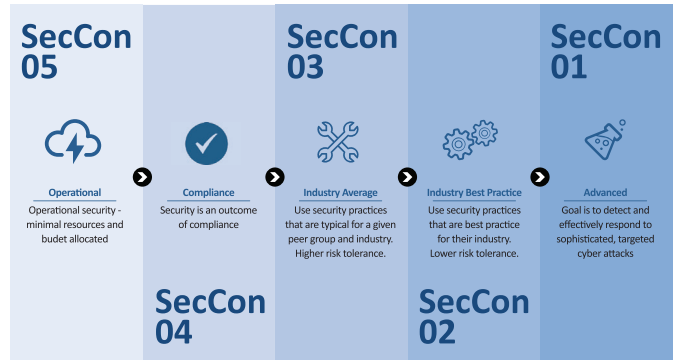 SecCon
05
Operational
Operational security -
minimal resources and
budet allocated
Compliance
Security is an outcome
of compliance
SecCon
04
SecCon
03
Industry Average
Use security practices
that are typical for a given
peer group and industry.
Higher risk tolerance.
Industry Best Practice
Use security practices
that are best practice
for their industry.
Lower risk tolerance.
SecCon
02
SecCon
01
Advanced
Goal is to detect and
effectively respond to
sophisticated, targeted
cyber attacks